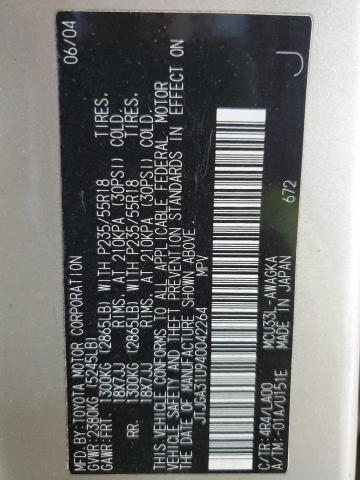 MFD. BY: TOYOTA MOTOR CORPORATION 06/04
GVWR: 2380KG (5245LB)
GAWR: FRT. 1300KG (2865LB) WITH P235/55R18 TIRES,
18X7JJ RIMS, AT 210KPA (30PSI) COLD.
RR. 1300KG (2865LB) WITH P235/55R18 TIRES,
18X7JJ RIMS, AT 210KPA (30PSI) COLD.
THIS VEHICLE CONFORMS TO ALL APPLICABLE FEDERAL MOTOR
VEHICLE SAFETY AND THEFT PREVENTION STANDARDS IN EFFECT ON
THE DATE OF MANUFACTURE SHOWN ABOVE.
JTJGA31U940042264 MPV
J
672
C/TR: 4R4/LA00 MCU33L-AWAGKA
A/TM: -01A/U151E MADE IN JAPAN